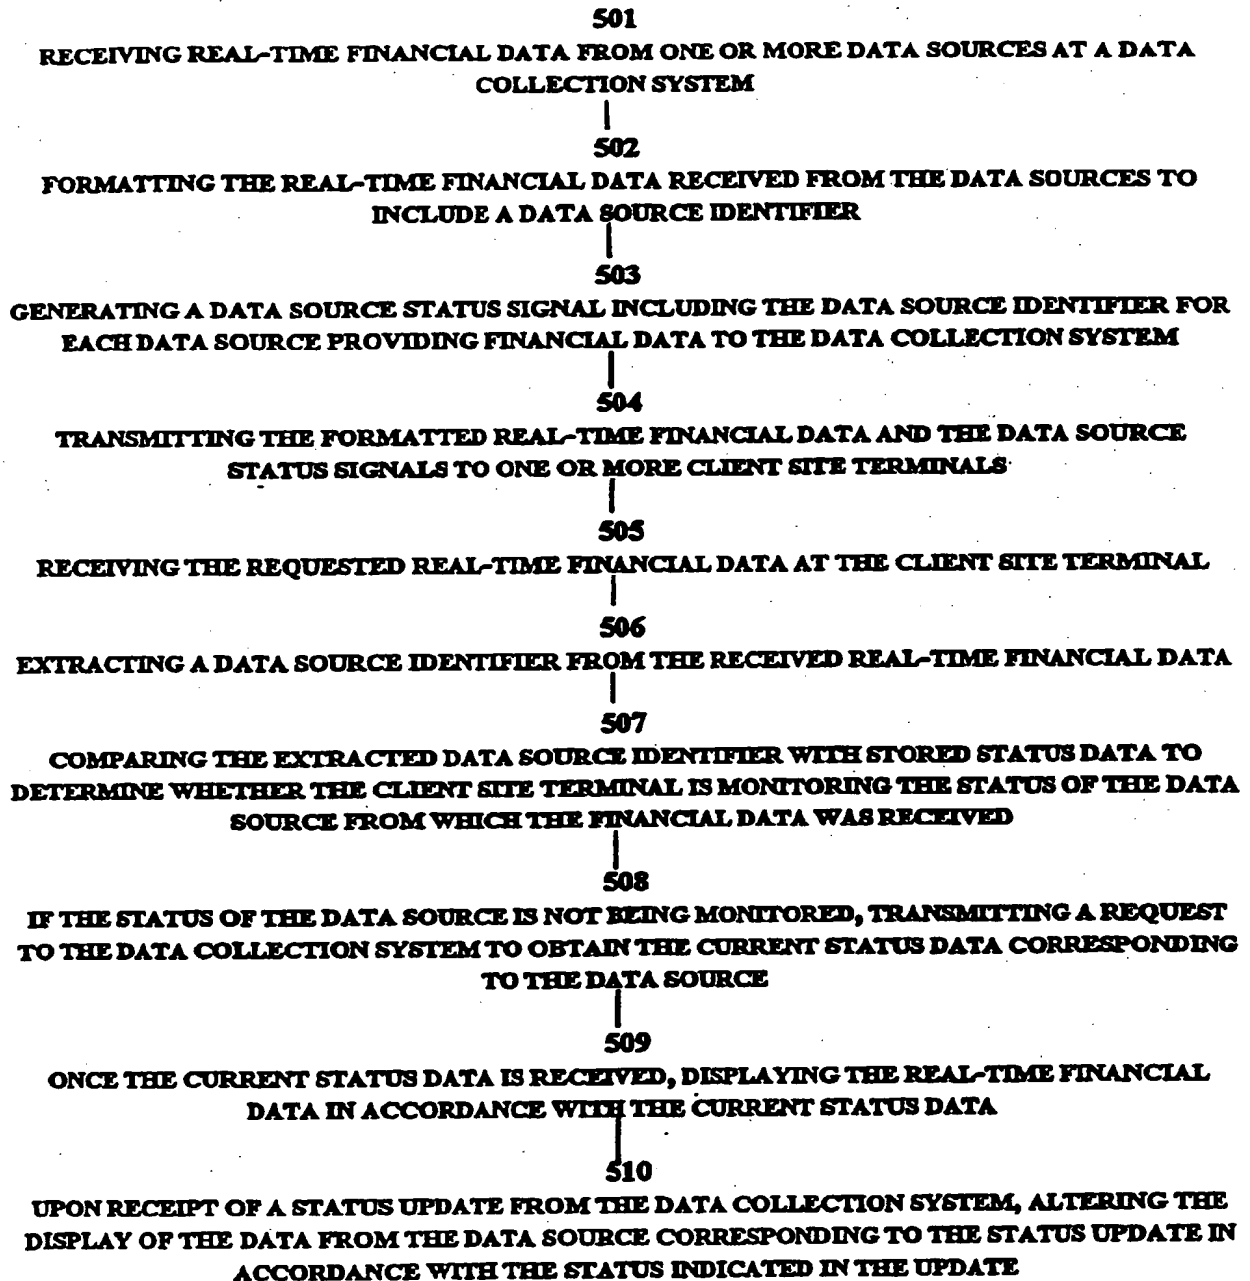 501
RECEIVING REAL-TIME FINANCIAL DATA FROM ONE OR MORE DATA SOURCES AT A DATA
COLLECTION SYSTEM
502
FORMATTING THE REAL-TIME FINANCIAL DATA RECEIVED FROM THE DATA SOURCES TO
INCLUDE A DATA SOURCE IDENTIFIER
503
GENERATING A DATA SOURCE STATUS SIGNAL INCLUDING THE DATA SOURCE IDENTIFIER FOR
EACH DATA SOURCE PROVIDING FINANCIAL DATA TO THE DATA COLLECTION SYSTEM
504
TRANSMITTING THE FORMATTED REAL-TIME FINANCIAL DATA AND THE DATA SOURCE
STATUS SIGNALS TO ONE OR MORE CLIENT SITE TERMINALS
505
RECEIVING THE REQUESTED REAL-TIME FINANCIAL DATA AT THE CLIENT SITE TERMINAL
506
EXTRACTING A DATA SOURCE IDENTIFIER FROM THE RECEIVED REAL-TIME FINANCIAL DATA
507
COMPARING THE EXTRACTED DATA SOURCE IDENTIFIER WITH STORED STATUS DATA TO
DETERMINE WHETHER THE CLIENT SITE TERMINAL IS MONITORING THE STATUS OF THE DATA
SOURCE FROM WHICH THE FINANCIAL DATA WAS RECEIVED
508
IF THE STATUS OF THE DATA SOURCE IS NOT BEING MONITORED, TRANSMITTING A REQUEST
TO THE DATA COLLECTION SYSTEM TO OBTAIN THE CURRENT STATUS DATA CORRESPONDING
TO THE DATA SOURCE
509
ONCE THE CURRENT STATUS DATA IS RECEIVED, DISPLAYING THE REAL-TIME FINANCIAL
DATA IN ACCORDANCE WITH THE CURRENT STATUS DATA
510
UPON RECEIPT OF A STATUS UPDATE FROM THE DATA COLLECTION SYSTEM, ALTERING THE
DISPLAY OF THE DATA FROM THE DATA SOURCE CORRESPONDING TO THE STATUS UPDATE IN
ACCORDANCE WITH THE STATUS INDICATED IN THE UPDATE